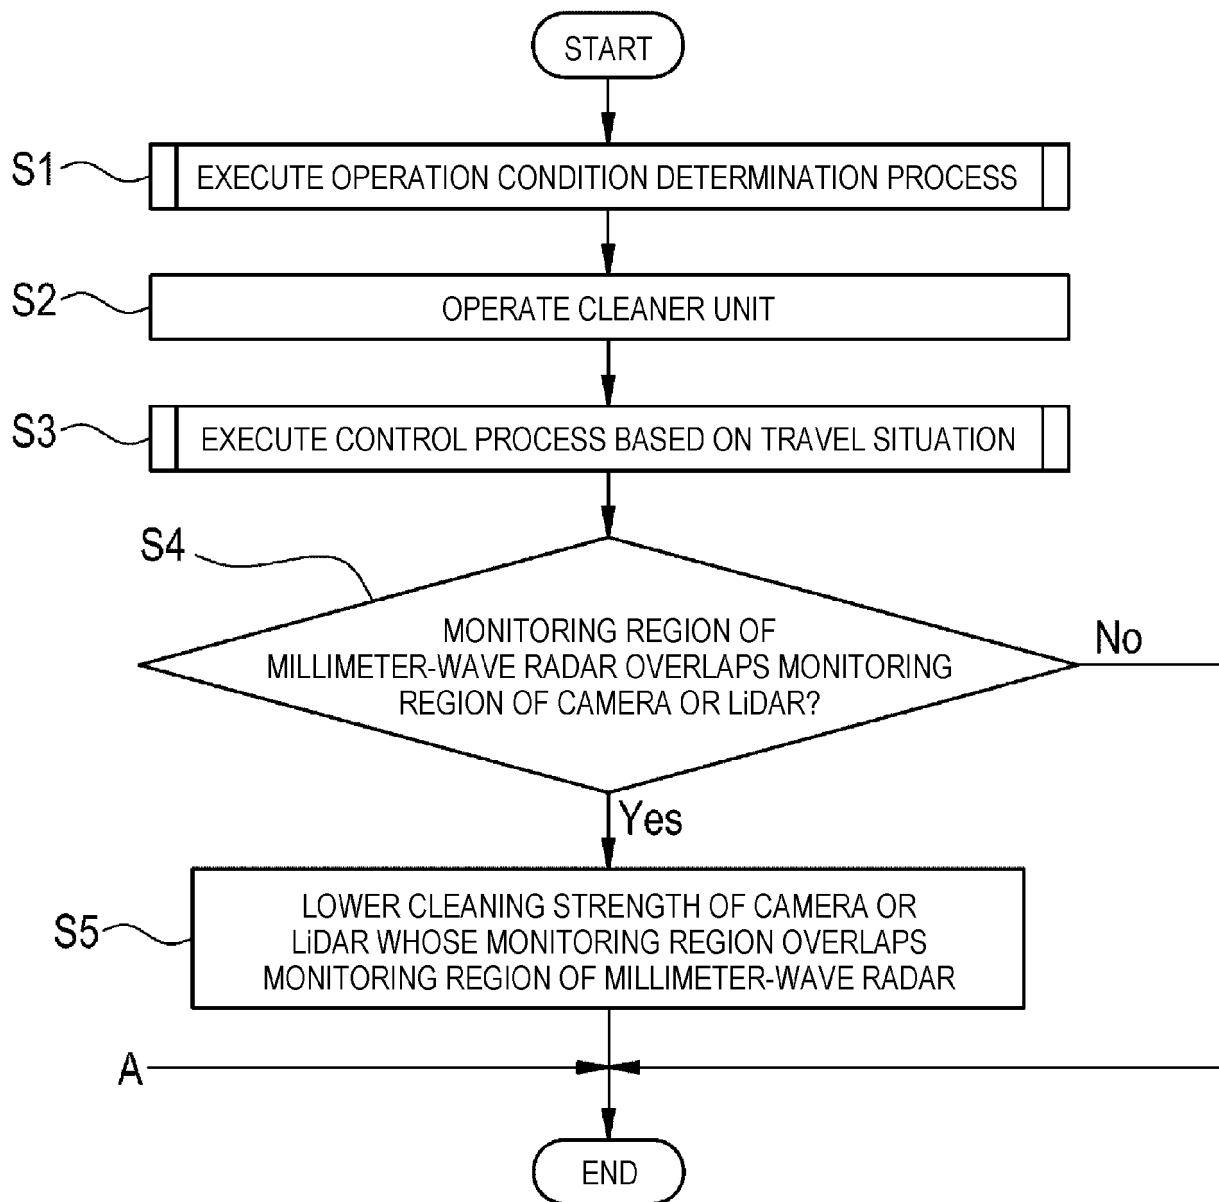 START
S1
EXECUTE OPERATION CONDITION DETERMINATION PROCESS
S2
OPERATE CLEANER UNIT
S3
EXECUTE CONTROL PROCESS BASED ON TRAVEL SITUATION
S4
MONITORING REGION OF
MILLIMETER-WAVE RADAR OVERLAPS MONITORING
REGION OF CAMERA OR LiDAR?
No
Yes
S5
LOWER CLEANING STRENGTH OF CAMERA OR
LiDAR WHOSE MONITORING REGION OVERLAPS
MONITORING REGION OF MILLIMETER-WAVE RADAR
A
END